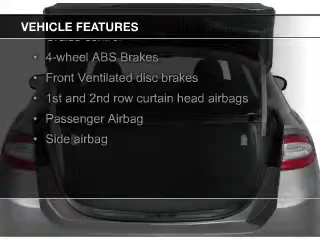 VEHICLE FEATURES
• 4-wheel ABS Brakes
• Front Ventilated disc brakes
• 1st and 2nd row curtain head airbags
• Passenger Airbag
• Side airbag